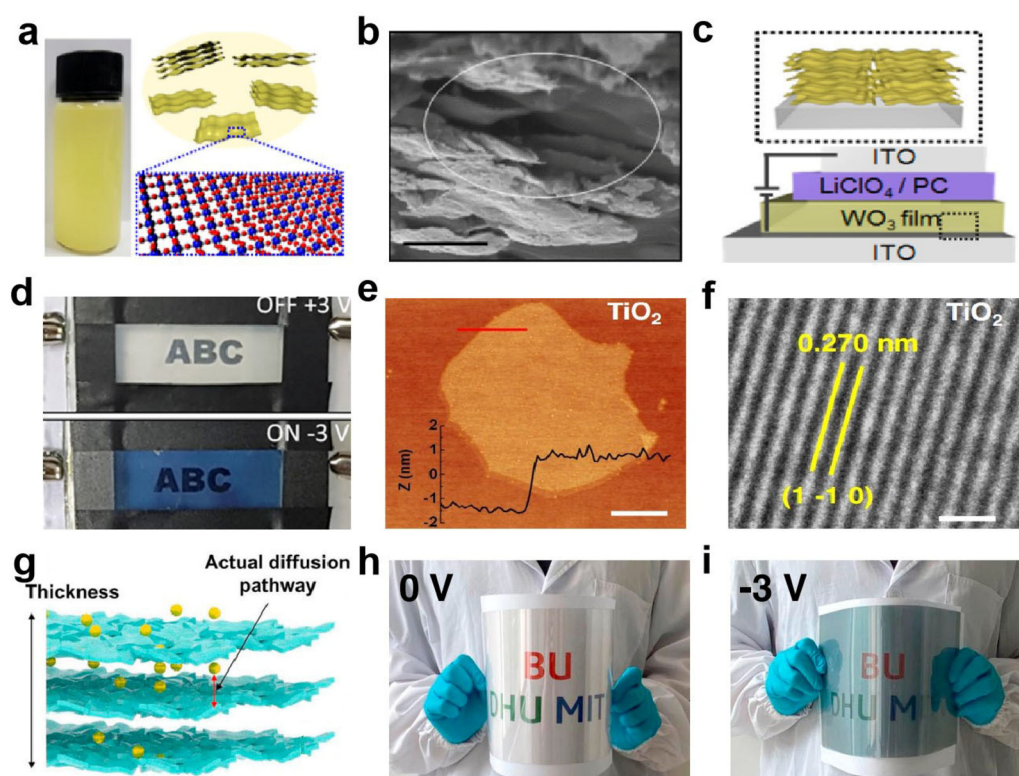 a
b
c
ITO
LiClO₄ / PC
WO₃ film
ITO
d
OFF +3 V
ABC
ON -3 V
ABC
e
TiO₂
Z (nm)
2
1
0
-1
-2
f
TiO₂
0.270 nm
(1 -1 0)
g
Thickness
Actual diffusion
pathway
h
0 V
BU
DHU MIT
i
-3 V
BU
DHU MIT